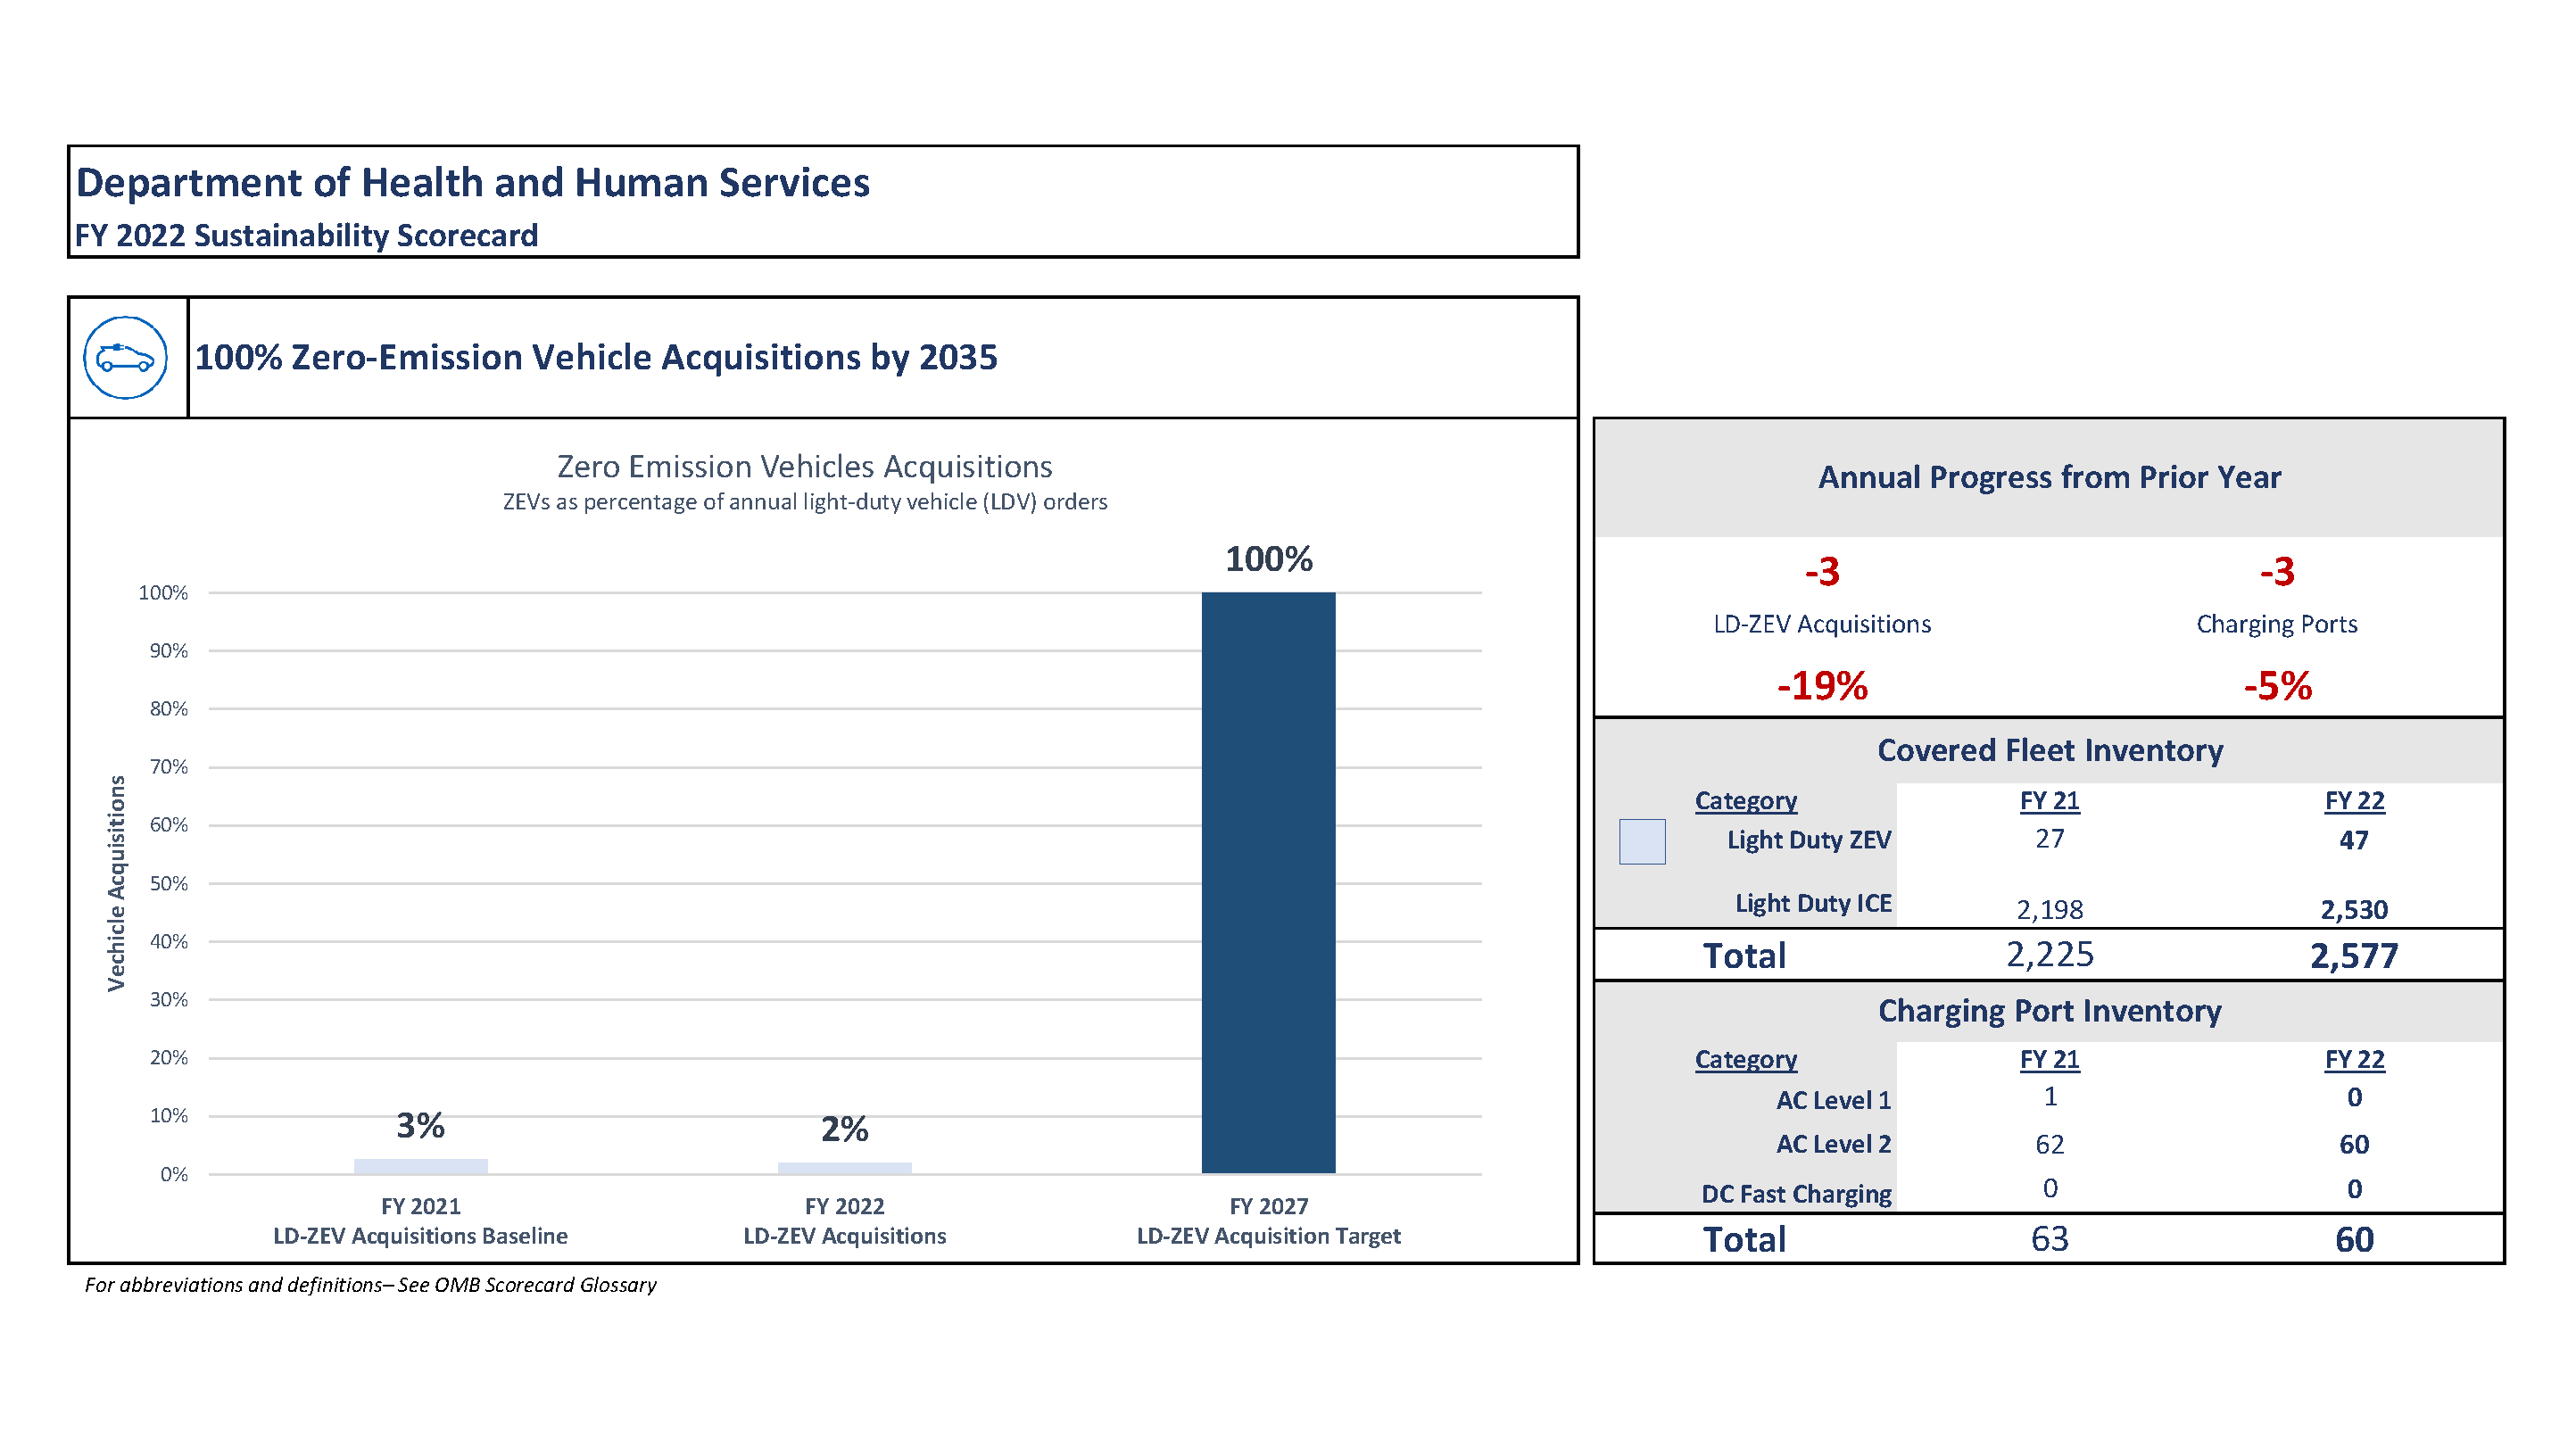 Department of Health and Human Services
FY 2022 Sustainability Scorecard
100% Zero-Emission Vehicle Acquisitions by 2035
Zero Emission Vehicles Acquisitions
ZEVs as percentage of annual light-duty vehicle (LDV) orders
Vechicle Acquisitions
100%
90%
80%
70%
60%
50%
40%
30%
20%
10%
0%
3%
2%
100%
FY 2021
LD-ZEV Acquisitions Baseline
FY 2022
LD-ZEV Acquisitions
FY 2027
LD-ZEV Acquisition Target
For abbreviations and definitions– See OMB Scorecard Glossary
Annual Progress from Prior Year
-3 -3
LD-ZEV Acquisitions Charging Ports
-19% -5%
Covered Fleet Inventory
Category FY 21 FY 22
Light Duty ZEV 27 47
Light Duty ICE 2,198 2,530
Total 2,225 2,577
Charging Port Inventory
Category FY 21 FY 22
AC Level 1 1 0
AC Level 2 62 60
DC Fast Charging 0 0
Total 63 60